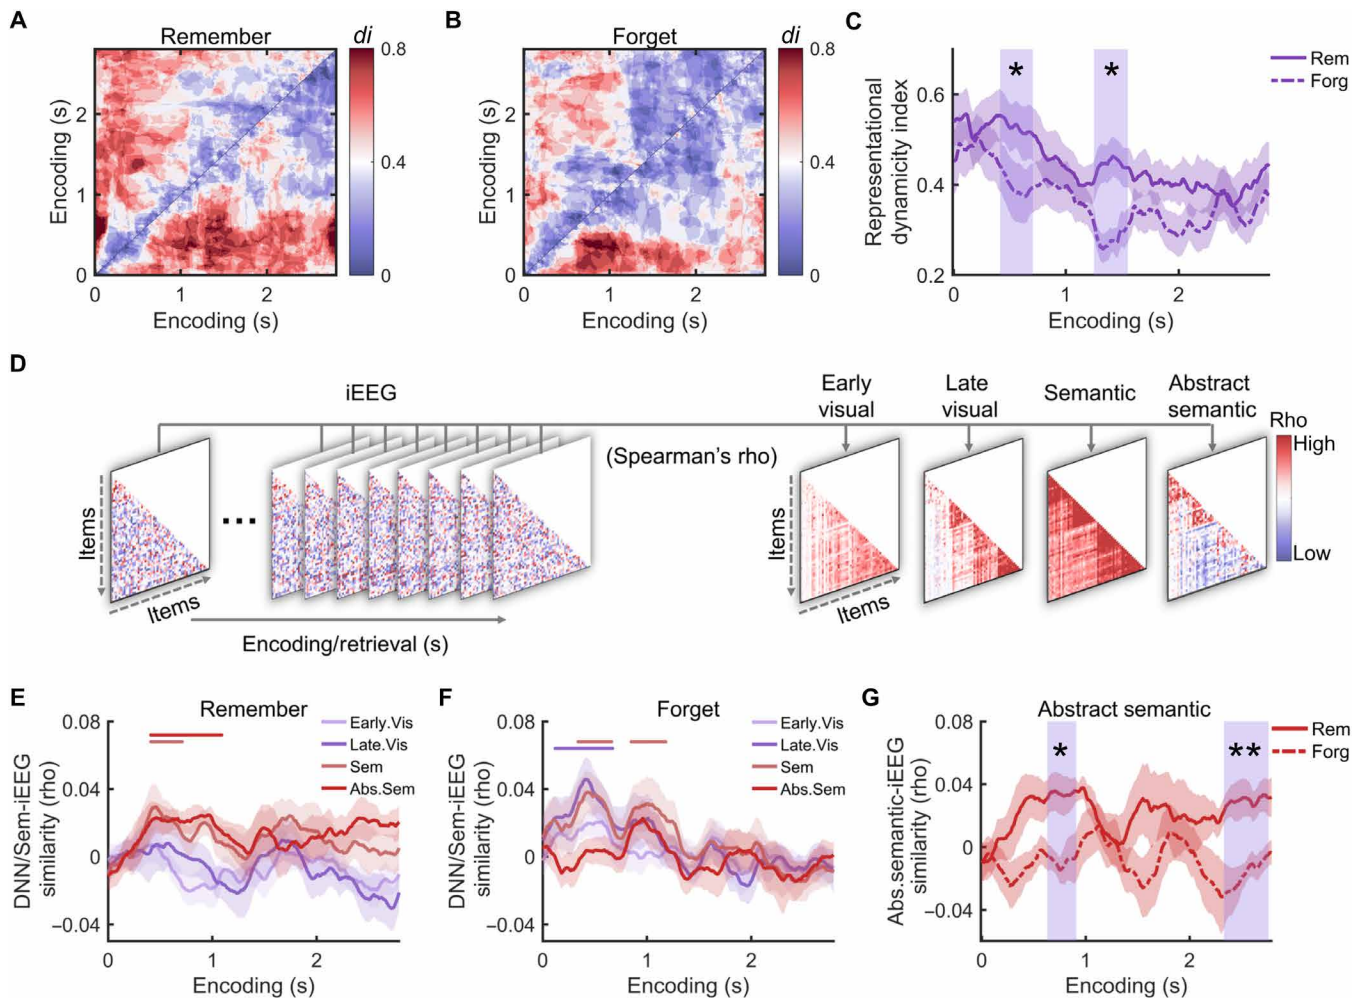 A
Remember
di
0.8
0.4
0
Encoding (s)
2
1
0
0
1
2
Encoding (s)
B
Forget
di
0.8
0.4
0
Encoding (s)
2
1
0
0
1
2
Encoding (s)
C
Representational
dynamicity index
0.6
0.4
0.2
*
*
Rem
Forg
0
1
2
Encoding (s)
D
iEEG
Early
visual
Late
visual
Semantic
Abstract
semantic
(Spearman's rho)
Rho
High
Low
Items
Items
...
Encoding/retrieval (s)
Items
Items
E
Remember
DNN/Sem-iEEG
similarity (rho)
0.08
0.04
0
−0.04
Early.Vis
Late.Vis
Sem
Abs.Sem
0
1
2
Encoding (s)
F
Forget
DNN/Sem-iEEG
similarity (rho)
0.08
0.04
0
−0.04
Early.Vis
Late.Vis
Sem
Abs.Sem
0
1
2
Encoding (s)
G
Abstract semantic
Abs.semantic-iEEG
similarity (rho)
0.08
0.04
0
−0.04
*
**
Rem
Forg
0
1
2
Encoding (s)